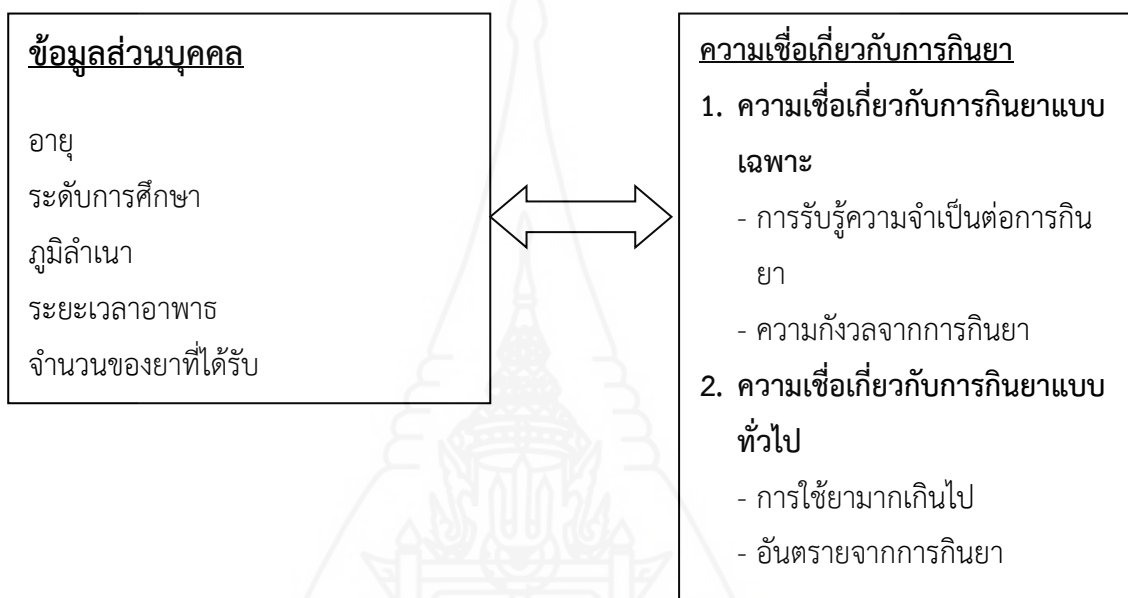 ข้อมูลส่วนบุคคล
อายุ
ระดับการศึกษา
ภูมิลำเนา
ระยะเวลาอาพาธ
จำนวนของยาที่ได้รับ
ความเชื่อเกี่ยวกับการกินยา
1. ความเชื่อเกี่ยวกับการกินยาแบบ
เฉพาะ
- การรับรู้ความจำเป็นต่อการกิน
ยา
- ความกังวลจากการกินยา
2. ความเชื่อเกี่ยวกับการกินยาแบบ
ทั่วไป
- การใช้ยามากเกินไป
- อันตรายจากการกินยา